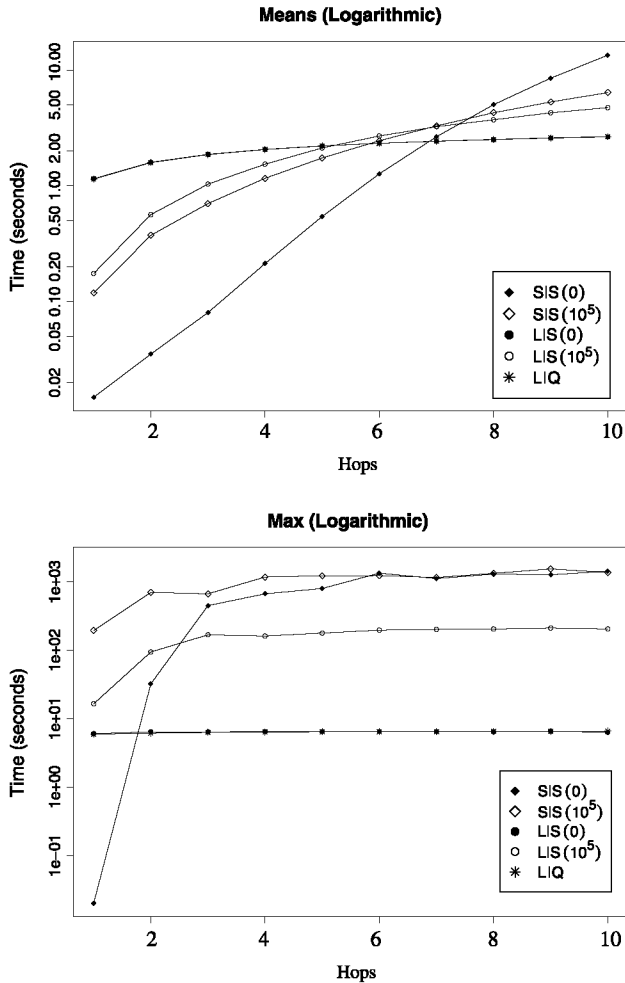 Means (Logarithmic)
Time (seconds)
10.00
5.00
2.00
1.00
0.50
0.20
0.10
0.05
0.02
SIS(0)
SIS(10⁵)
LIS(0)
LIS(10⁵)
LIQ
2 4 6 8 10
Hops
Max (Logarithmic)
Time (seconds)
1e+03
1e+02
1e+01
1e+00
1e-01
SIS(0)
SIS(10⁵)
LIS(0)
LIS(10⁵)
LIQ
2 4 6 8 10
Hops